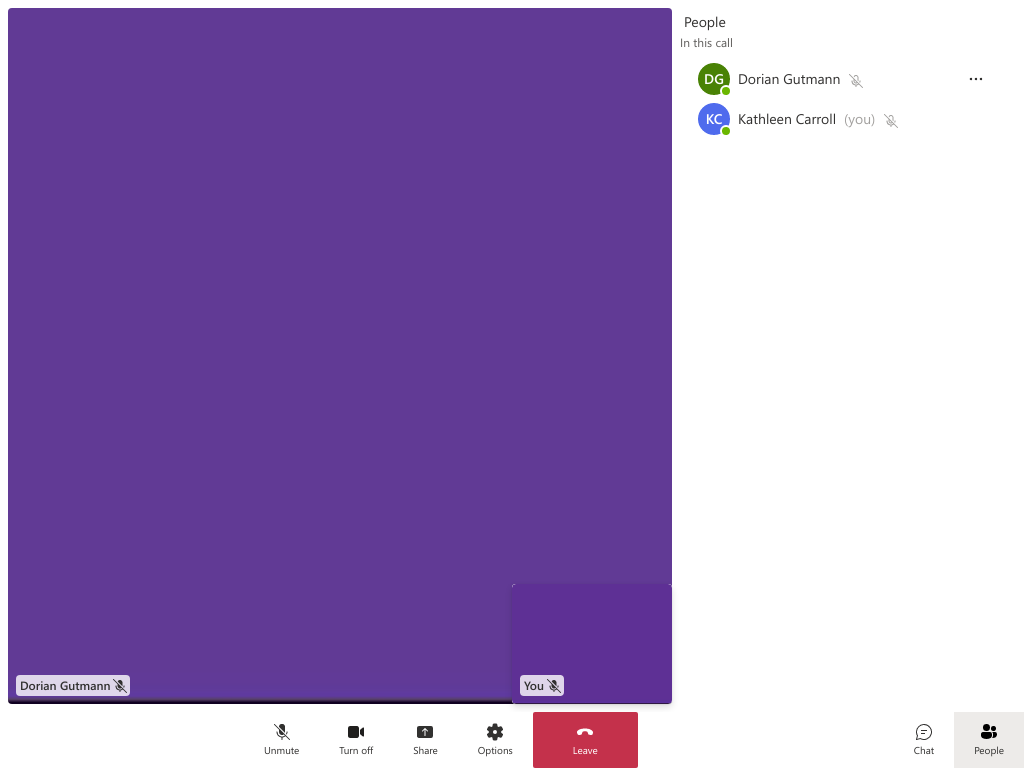 People
In this call
DG Dorian Gutmann
KC Kathleen Carroll (you)
Dorian Gutmann
You
Unmute
Turn off
Share
Options
Leave
Chat
People